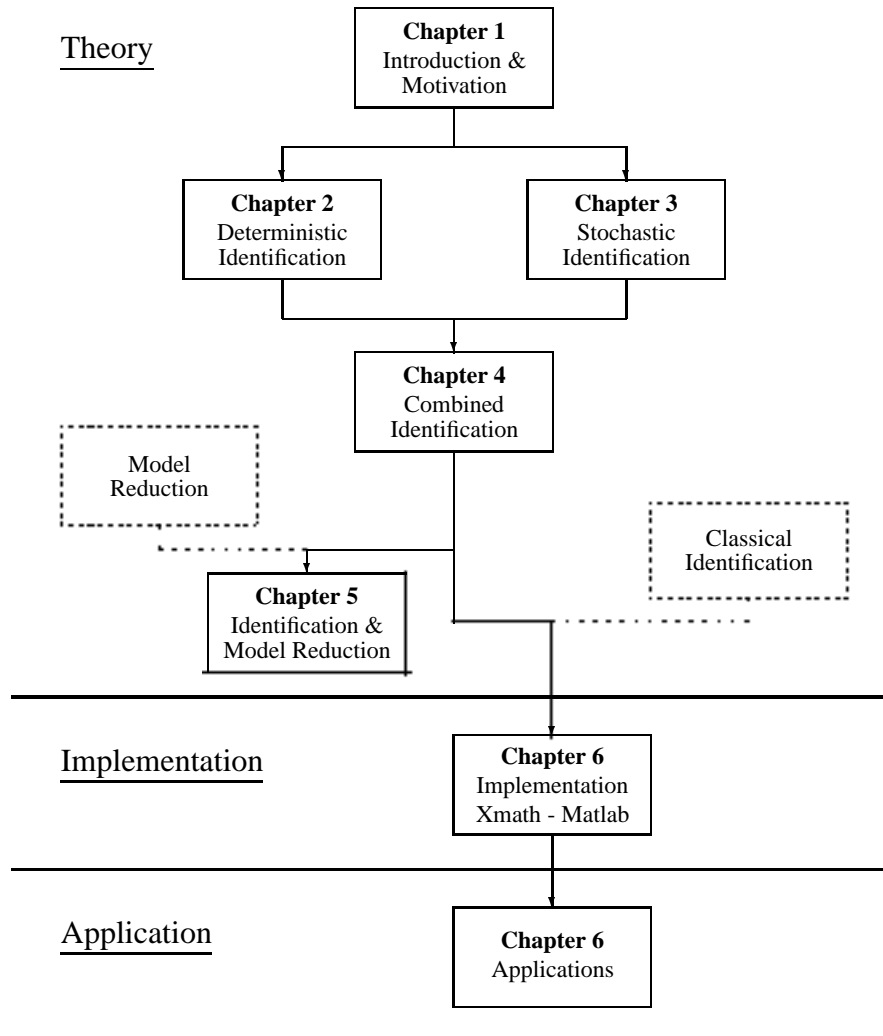 Theory
Chapter 1
Introduction &
Motivation
Chapter 2
Deterministic
Identification
Chapter 3
Stochastic
Identification
Chapter 4
Combined
Identification
Model
Reduction
Classical
Identification
Chapter 5
Identification &
Model Reduction
Implementation
Chapter 6
Implementation
Xmath - Matlab
Application
Chapter 6
Applications